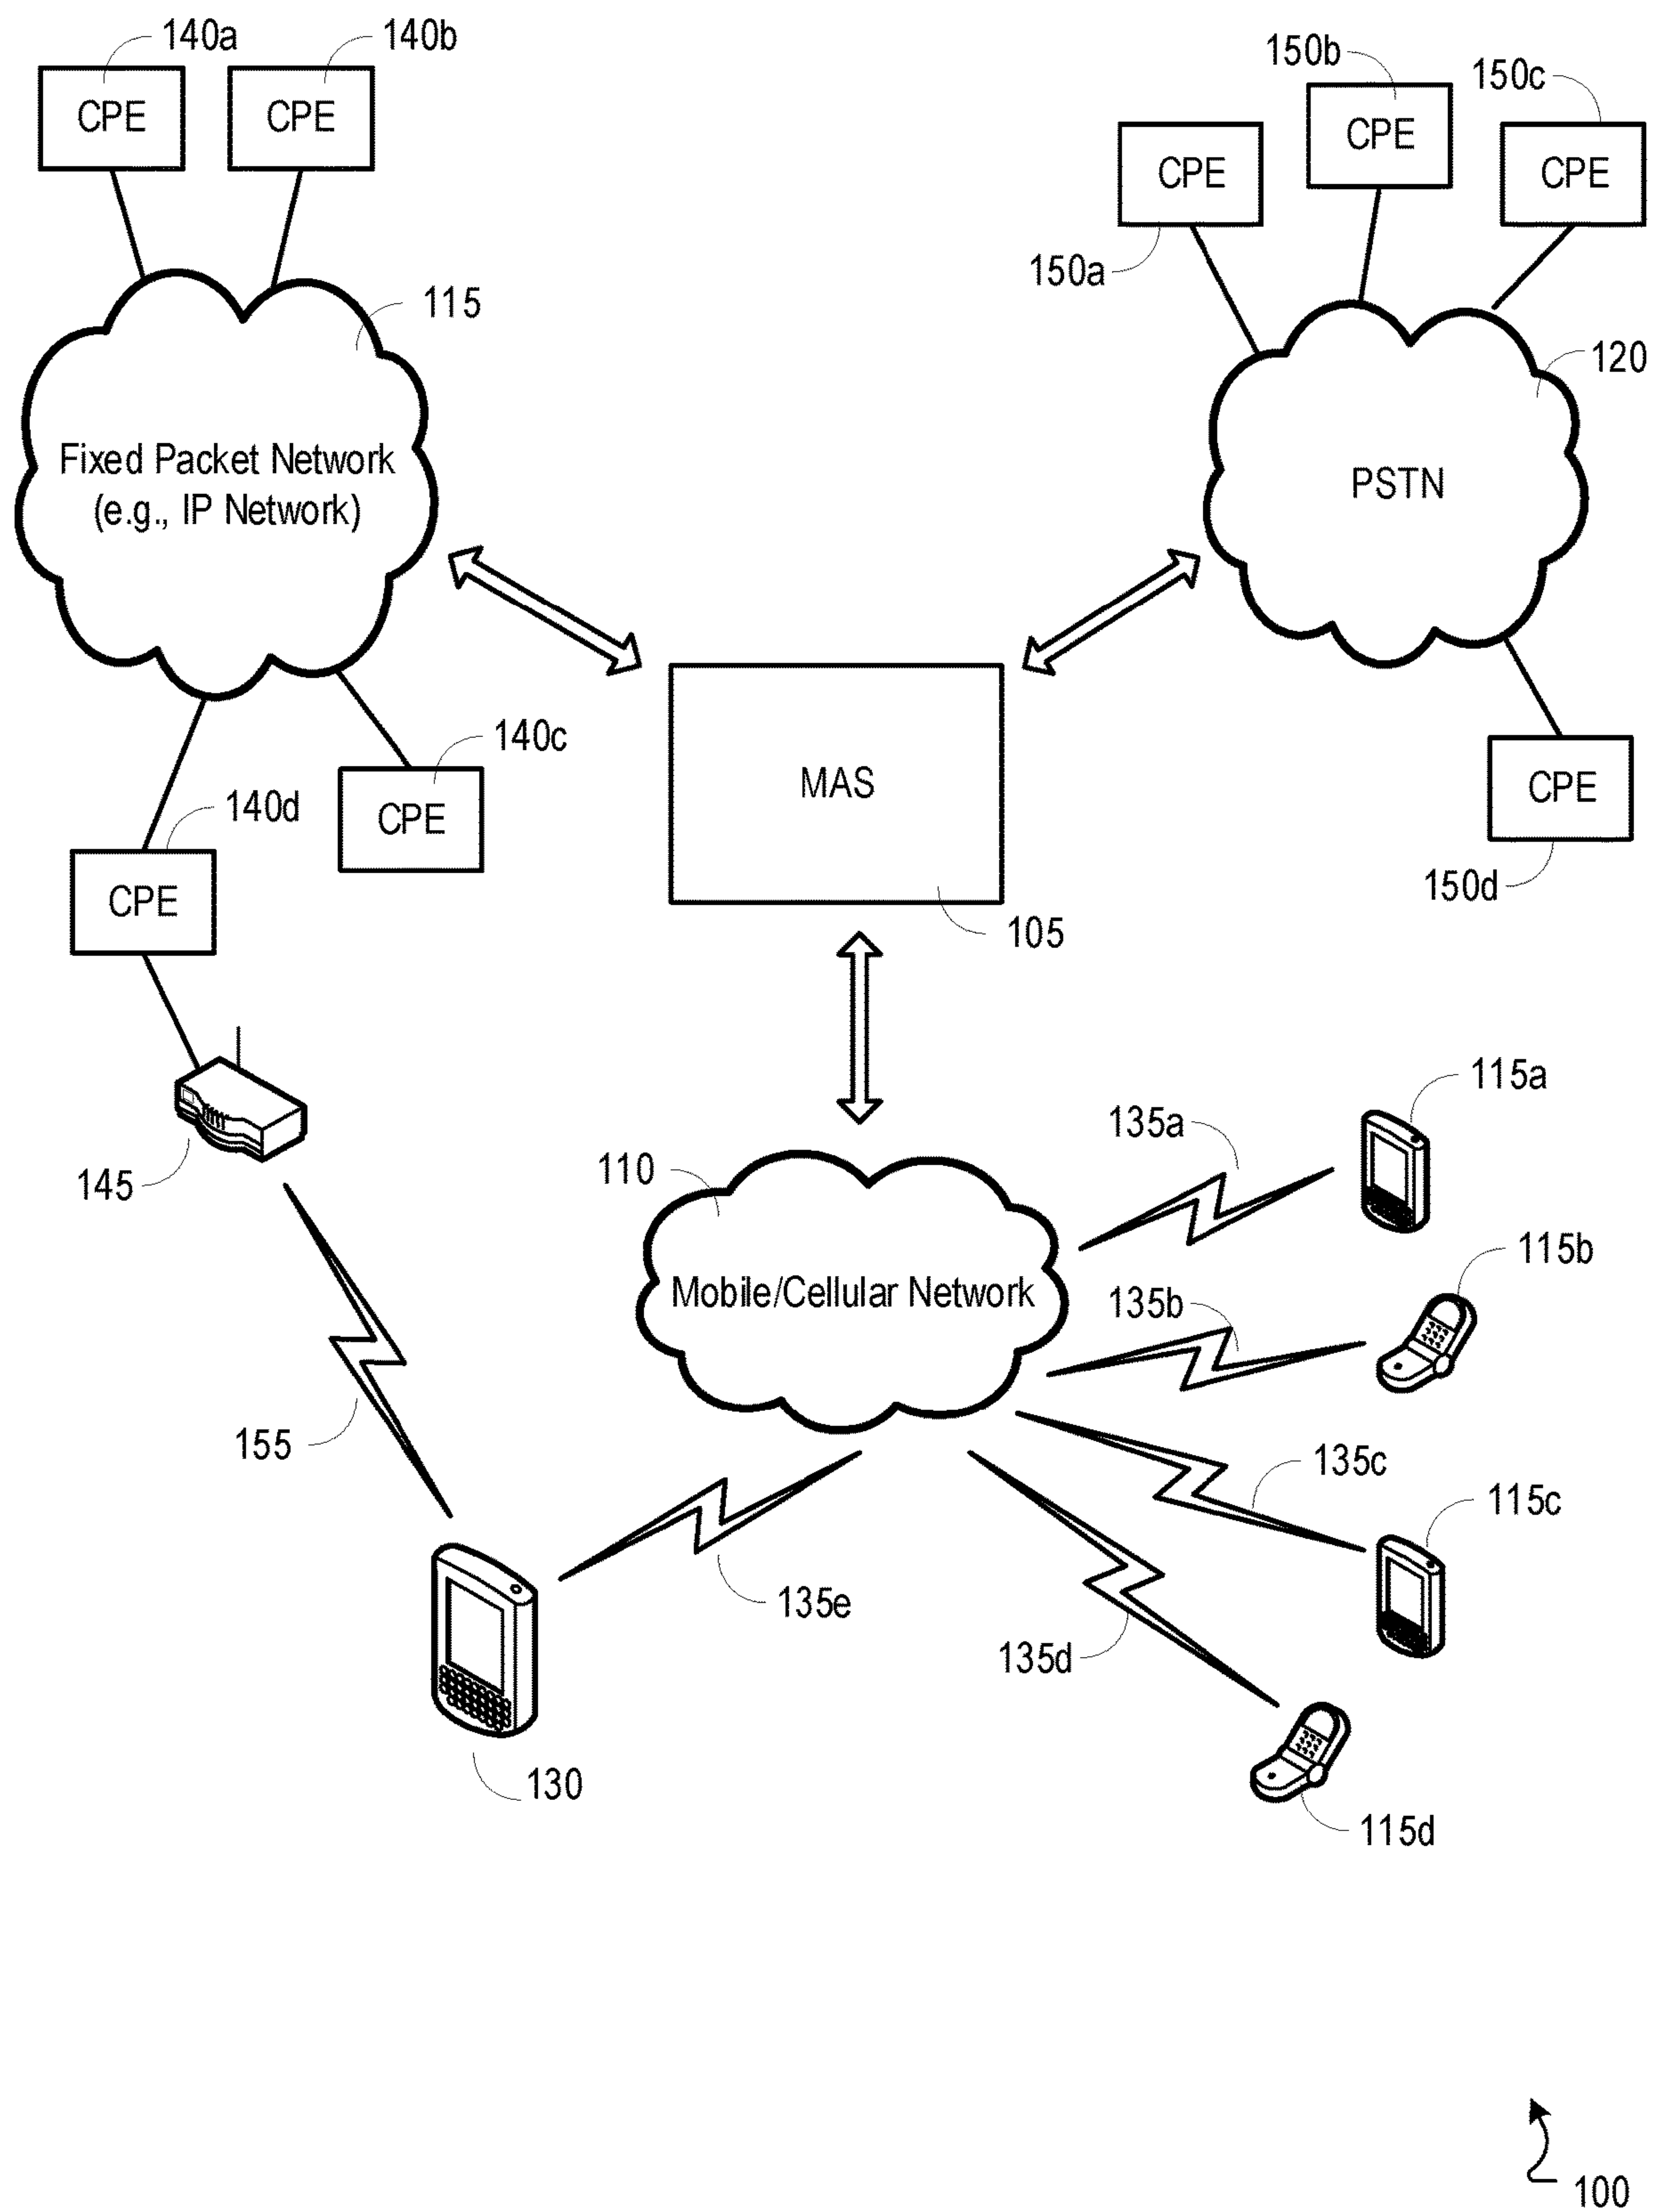 140a
140b
CPE
CPE
150b
150c
CPE
CPE
CPE
150a
115
120
Fixed Packet Network
(e.g., IP Network)
PSTN
140c
CPE
140d
CPE
MAS
CPE
150d
105
145
110
Mobile/Cellular Network
135a
115a
135b
115b
155
135c
115c
135e
135d
130
115d
100